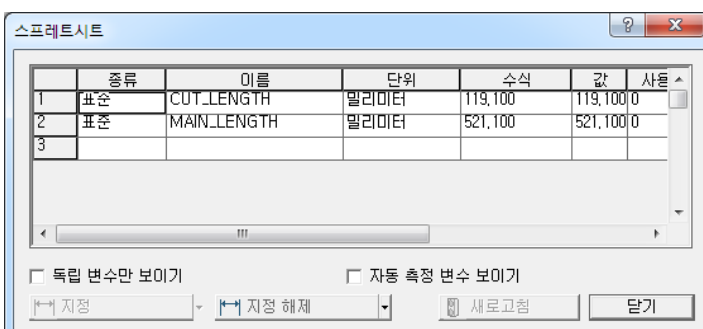 스프레트시트
종류 이름 단위 수식 값 사용
1 표준 CUT_LENGTH 밀리미터 119,100 119,100 0
2 표준 MAIN_LENGTH 밀리미터 521,100 521,100 0
3
독립 변수만 보이기 자동 측정 변수 보이기
지정 지정 해제 새로고침 닫기